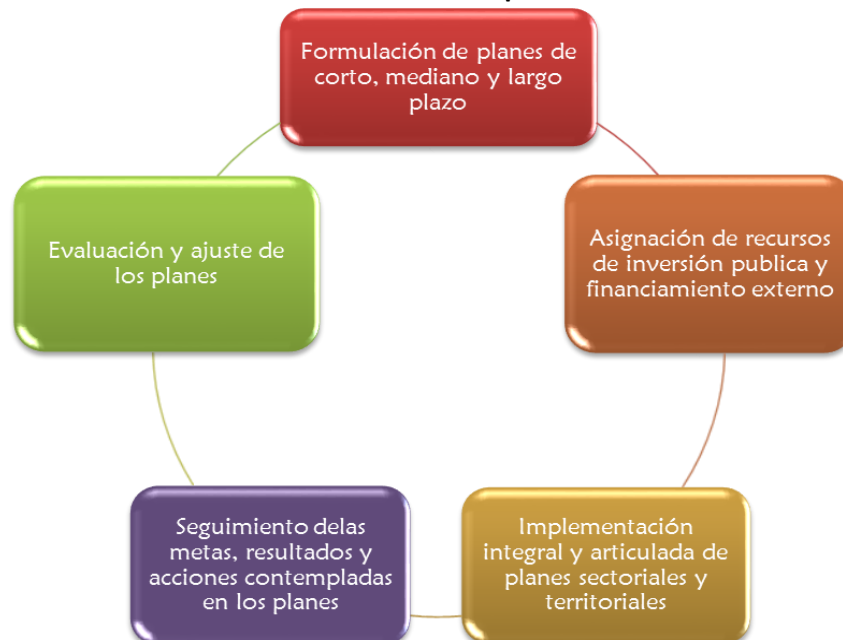 Formulación de planes de
corto, mediano y largo
plazo
Asignación de recursos
de inversión publica y
financiamiento externo
Implementación
integral y articulada de
planes sectoriales y
territoriales
Seguimiento delas
metas, resultados y
acciones contempladas
en los planes
Evaluación y ajuste de
los planes